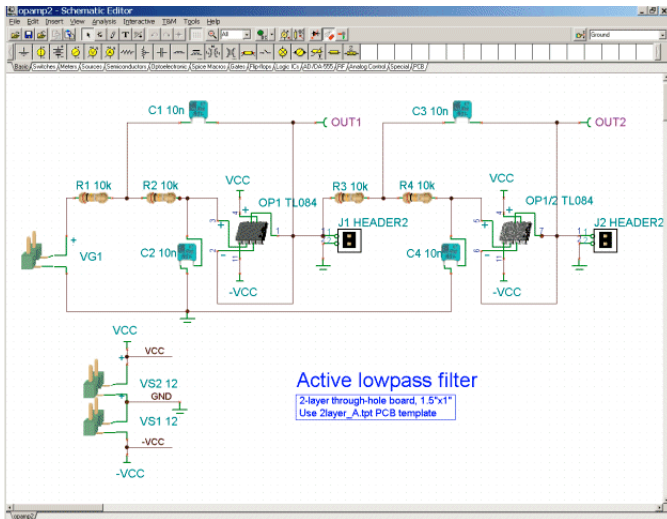 opamp2 - Schematic Editor
File Edit Insert View Analysis Interactive T&M Tools Help
All
Ground
Basic Switches Meters Sources Semiconductors Optoelectronic Spice Macros Gates Flip-flops Logic ICs AD/DA-555 RF Analog Control Special PCB
C1 10n
C3 10n
OUT1
OUT2
R1 10k
R2 10k
VCC
OP1 TL084
R3 10k
R4 10k
VCC
OP1/2 TL084
J1 HEADER2
J2 HEADER2
VG1
C2 10n
C4 10n
-VCC
-VCC
VCC
VCC
VS2 12
GND
VS1 12
-VCC
-VCC
Active lowpass filter
2-layer through-hole board, 1.5"x1"
Use 2layer_A.tpt PCB template
opamp2